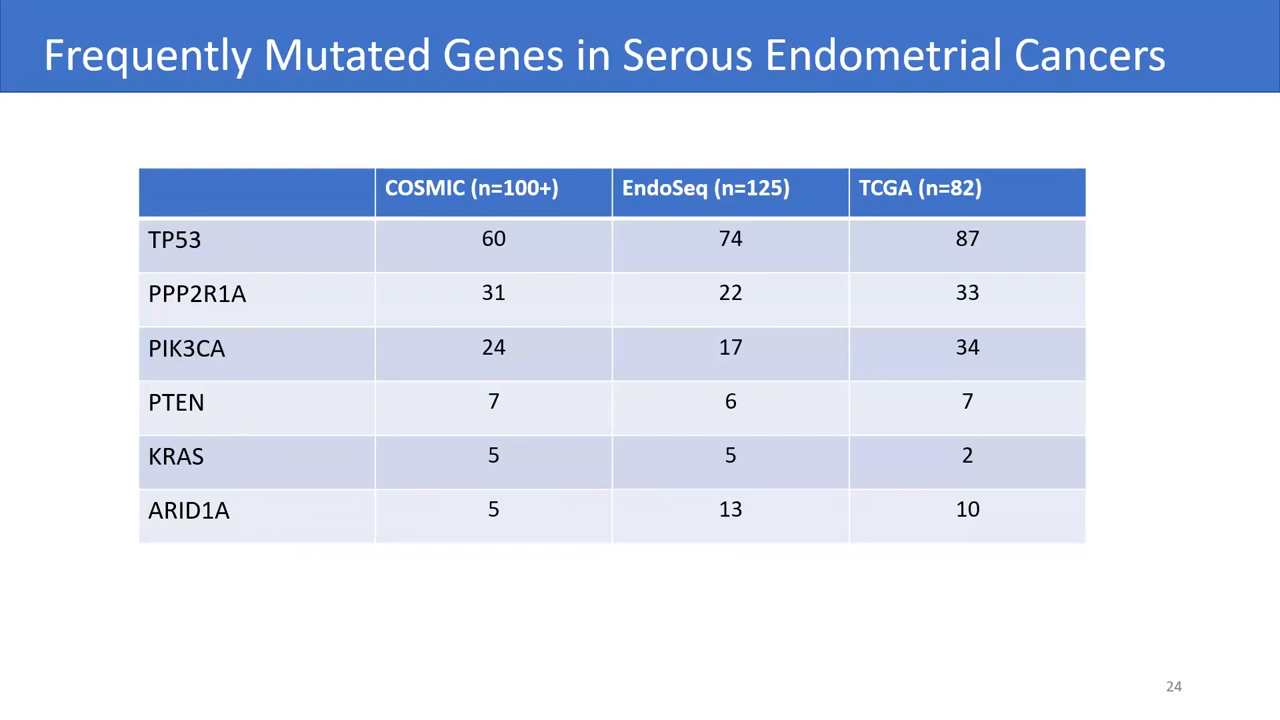 Frequently Mutated Genes in Serous Endometrial Cancers
COSMIC (n=100+) EndoSeq (n=125) TCGA (n=82)
TP53 60 74 87
PPP2R1A 31 22 33
PIK3CA 24 17 34
PTEN 7 6 7
KRAS 5 5 2
ARID1A 5 13 10
24